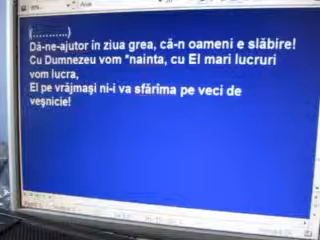 (...........)
Dă-ne-ajutor în ziua grea, că-n oameni e slăbire!
Cu Dumnezeu vom "nainta, cu El mari lucruri
vom lucra,
El pe vrăjmaşi ni-i va sfărîma pe veci de
veşnicie!